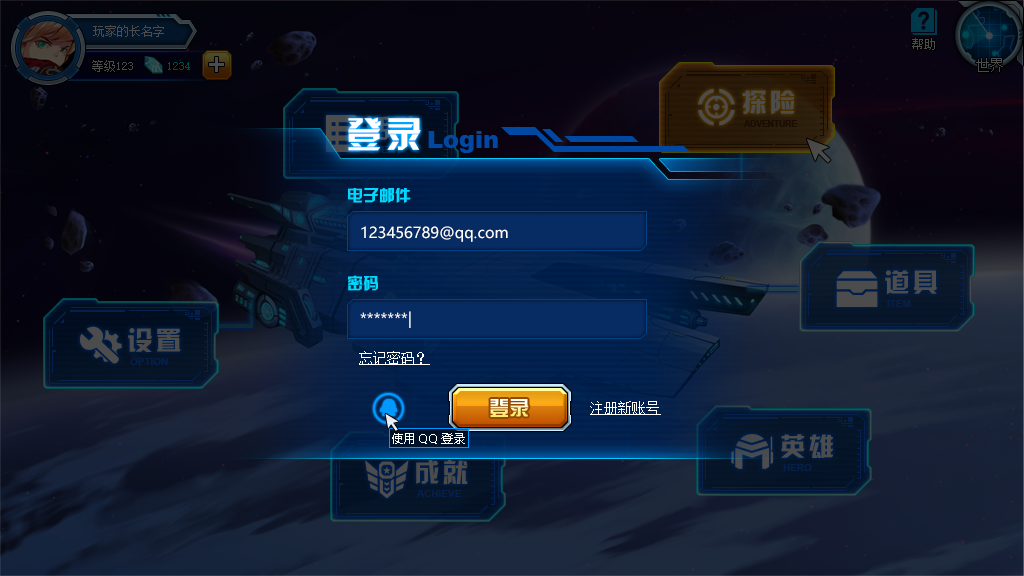 玩家的长名字
等级123
1234
?
帮助
世界
探险
ADVENTURE
登录 Login
电子邮件
123456789@qq.com
密码
*******|
忘记密码?
登录
注册新账号
使用 QQ 登录
道具
ITEM
设置
OPTION
英雄
HERO
成就
ACHIEVE